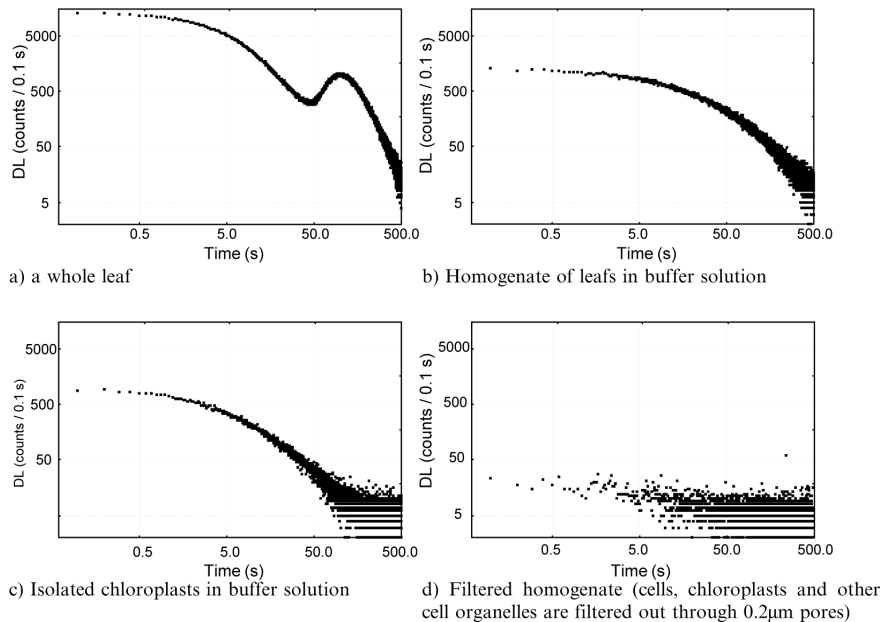 DL (counts / 0.1 s)
5000
500
50
5
0.5 5.0 50.0 500.0
Time (s)
a) a whole leaf
DL (counts / 0.1 s)
5000
500
50
5
0.5 5.0 50.0 500.0
Time (s)
b) Homogenate of leafs in buffer solution
DL (counts / 0.1 s)
5000
500
50
0.5 5.0 50.0 500.0
Time (s)
c) Isolated chloroplasts in buffer solution
DL (counts / 0.1 s)
5000
500
50
5
0.5 5.0 50.0 500.0
Time (s)
d) Filtered homogenate (cells, chloroplasts and other
cell organelles are filtered out through 0.2μm pores)